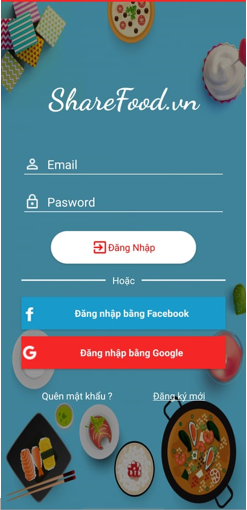 ShareFood.vn
Email
Pasword
Đăng Nhập
Hoặc
Đăng nhập bằng Facebook
Đăng nhập bằng Google
Quên mật khẩu ? Đăng ký mới